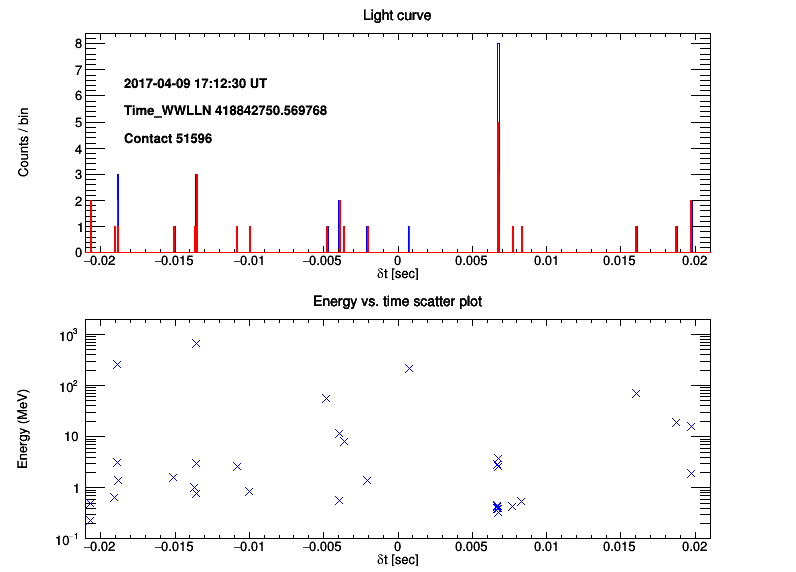 Light curve
Counts / bin
8
7
6
5
4
3
2
1
0
2017-04-09 17:12:30 UT
Time_WWLLN 418842750.569768
Contact 51596
−0.02 −0.015 −0.01 −0.005 0 0.005 0.01 0.015 0.02
δt [sec]
Energy vs. time scatter plot
Energy (MeV)
10³
10²
10
1
10⁻¹
−0.02 −0.015 −0.01 −0.005 0 0.005 0.01 0.015 0.02
δt [sec]